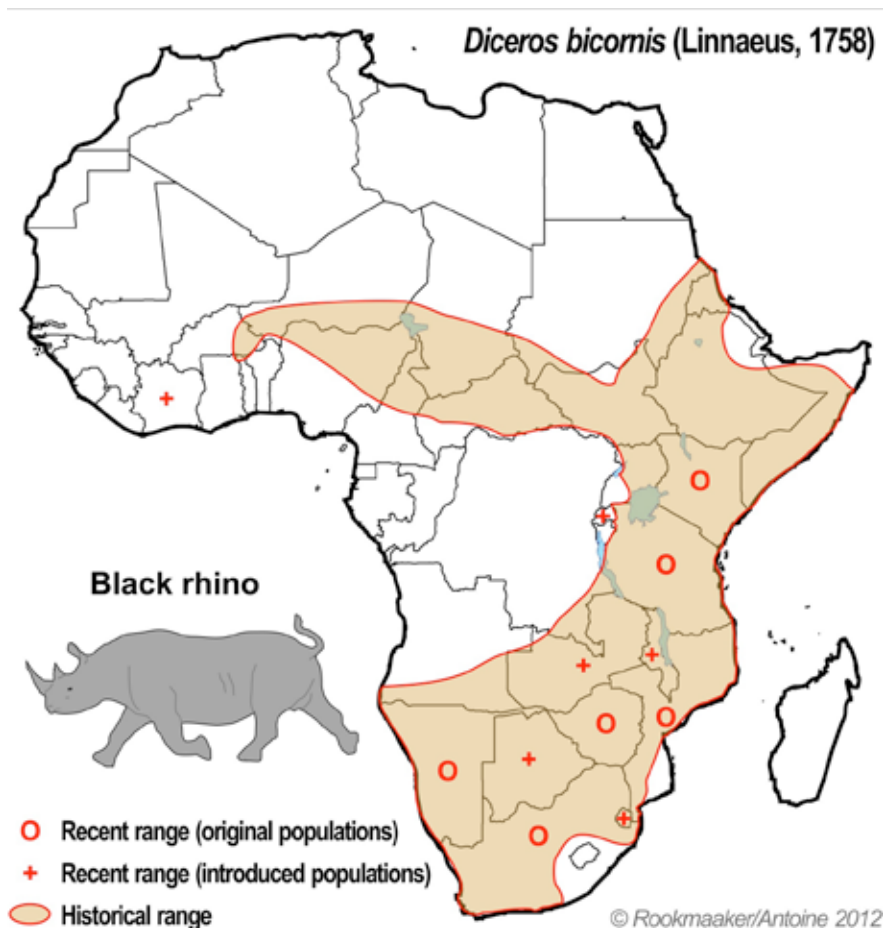 Diceros bicornis (Linnaeus, 1758)
Black rhino
O Recent range (original populations)
+ Recent range (introduced populations)
Historical range
© Rookmaaker/Antoine 2012